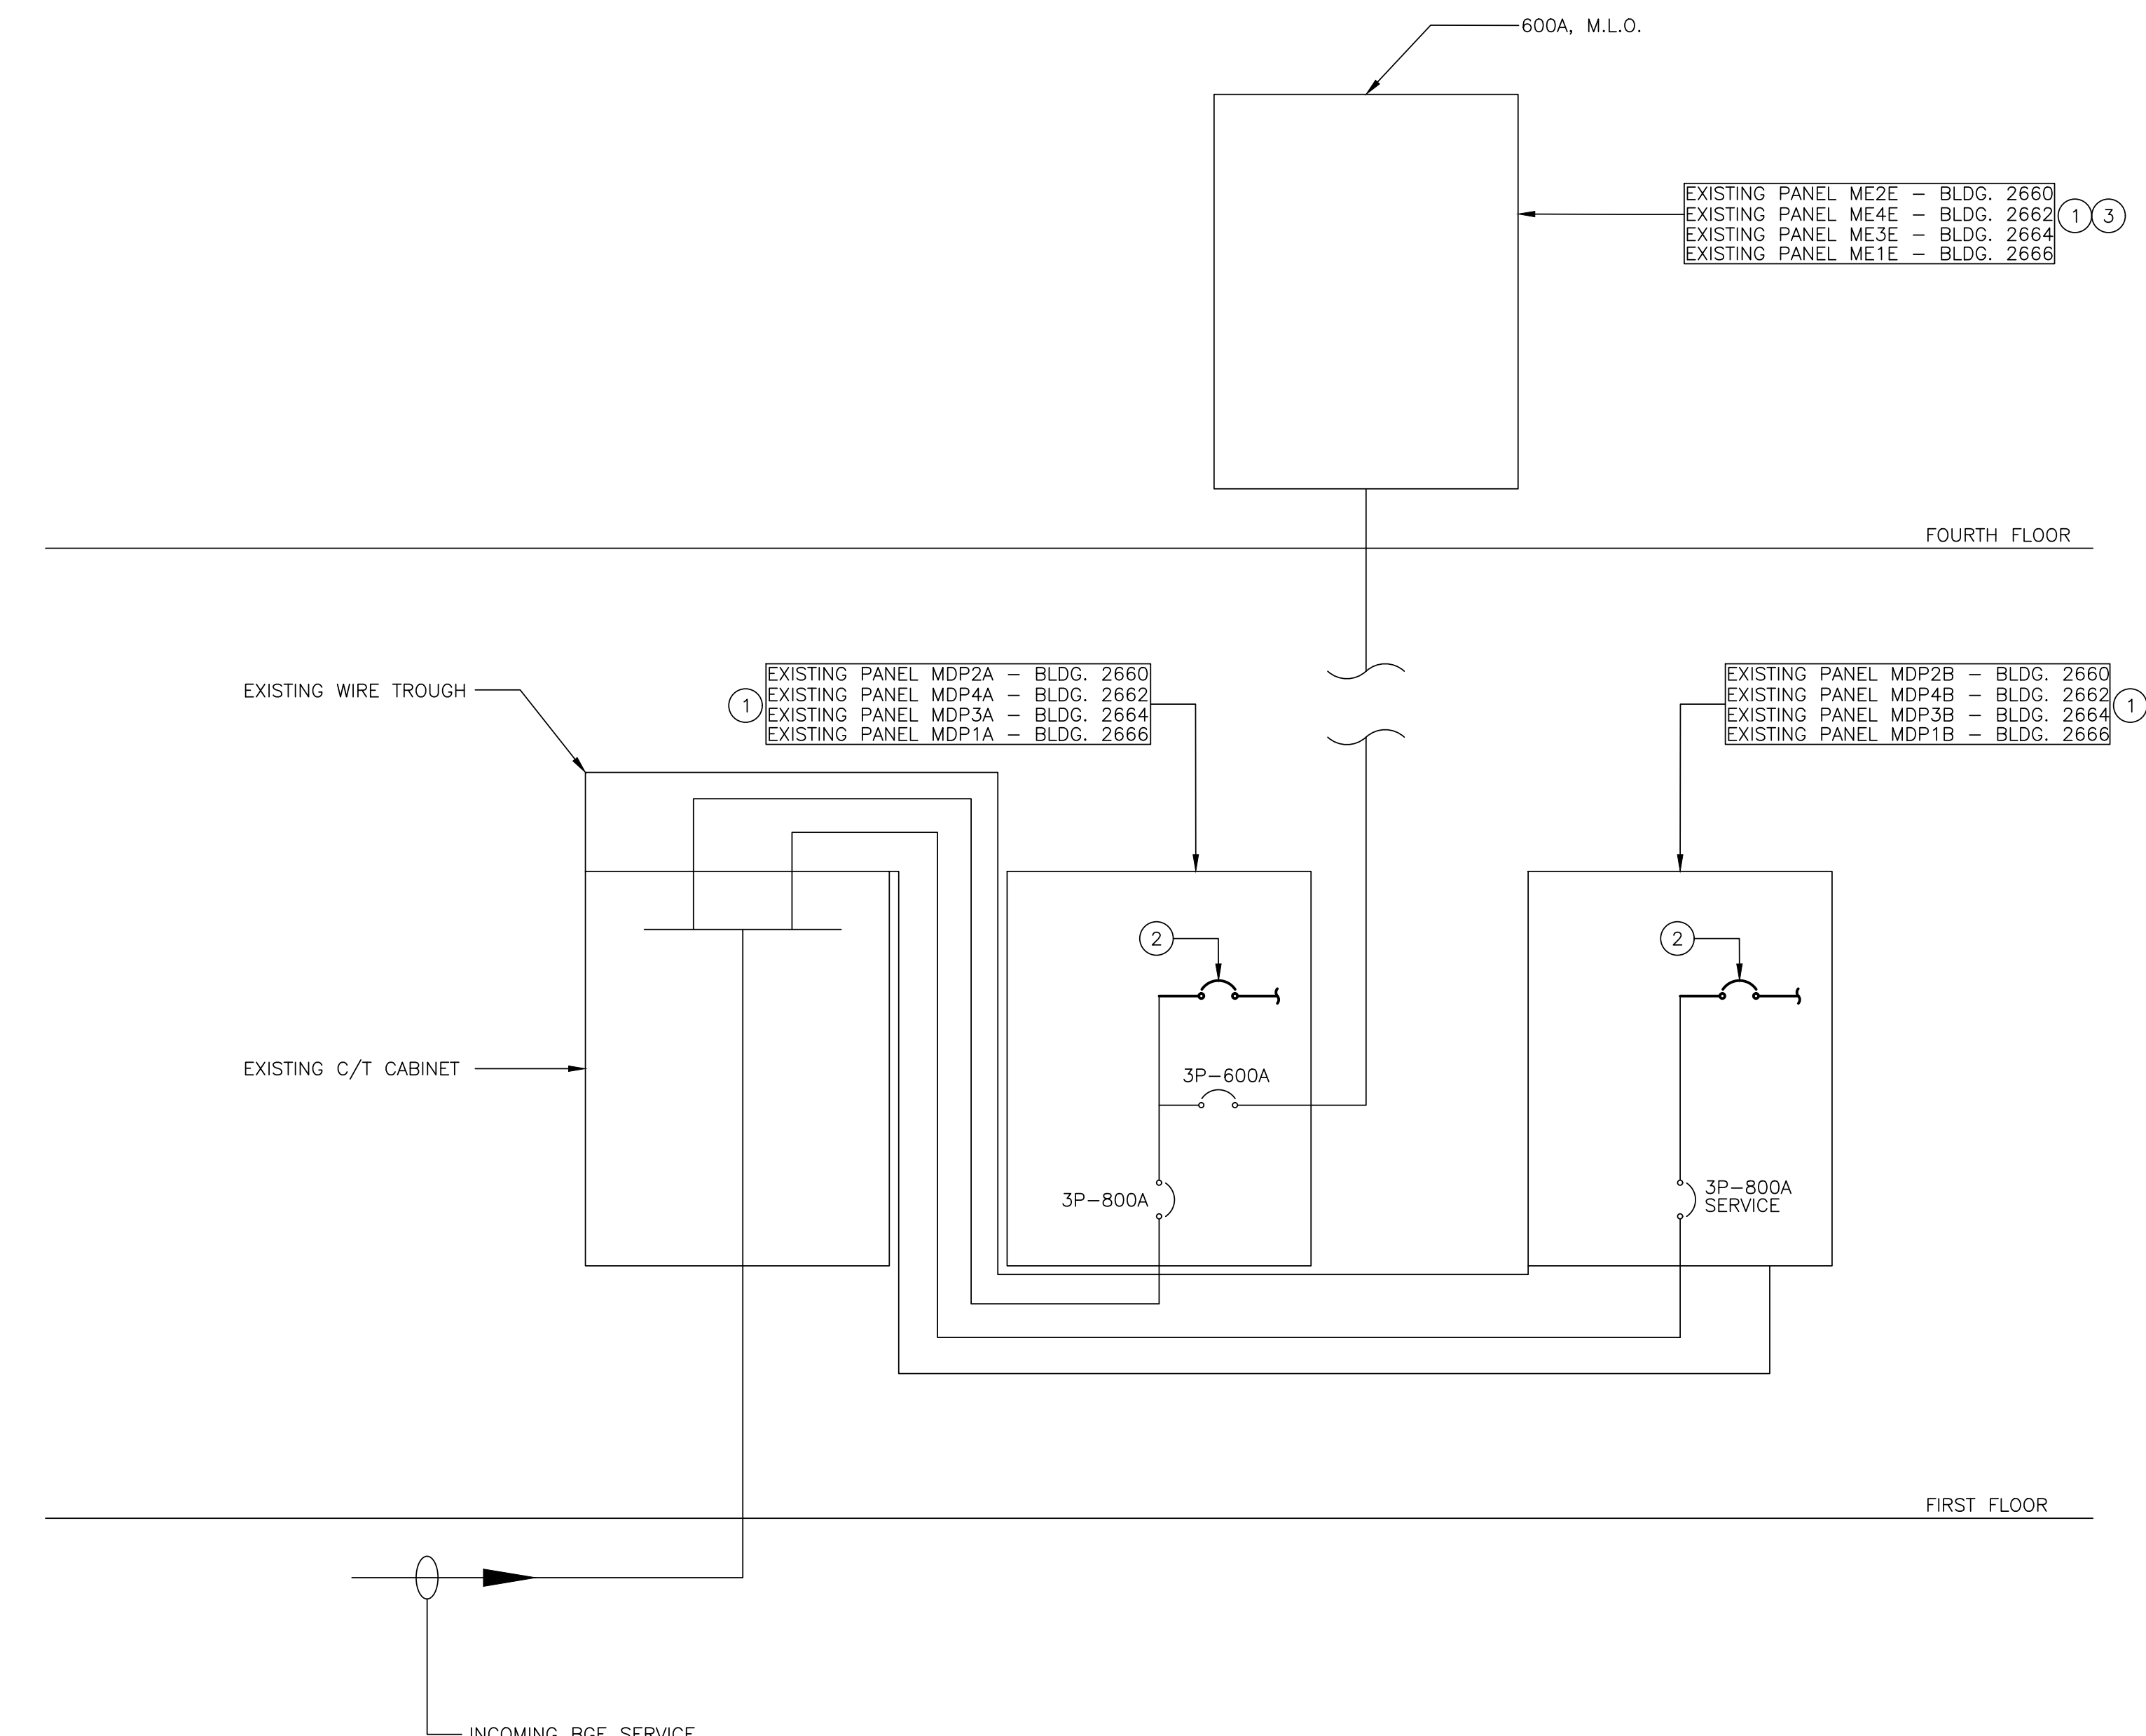 600A, M.L.O.
EXISTING PANEL ME2E – BLDG. 2660
EXISTING PANEL ME4E – BLDG. 2662
EXISTING PANEL ME3E – BLDG. 2664
EXISTING PANEL ME1E – BLDG. 2666
1 3
FOURTH FLOOR
EXISTING WIRE TROUGH
1
EXISTING PANEL MDP2A – BLDG. 2660
EXISTING PANEL MDP4A – BLDG. 2662
EXISTING PANEL MDP3A – BLDG. 2664
EXISTING PANEL MDP1A – BLDG. 2666
EXISTING PANEL MDP2B – BLDG. 2660
EXISTING PANEL MDP4B – BLDG. 2662
EXISTING PANEL MDP3B – BLDG. 2664
EXISTING PANEL MDP1B – BLDG. 2666
1
2
2
EXISTING C/T CABINET
3P–600A
3P–800A
3P–800A
SERVICE
FIRST FLOOR
INCOMING BGE SERVICE